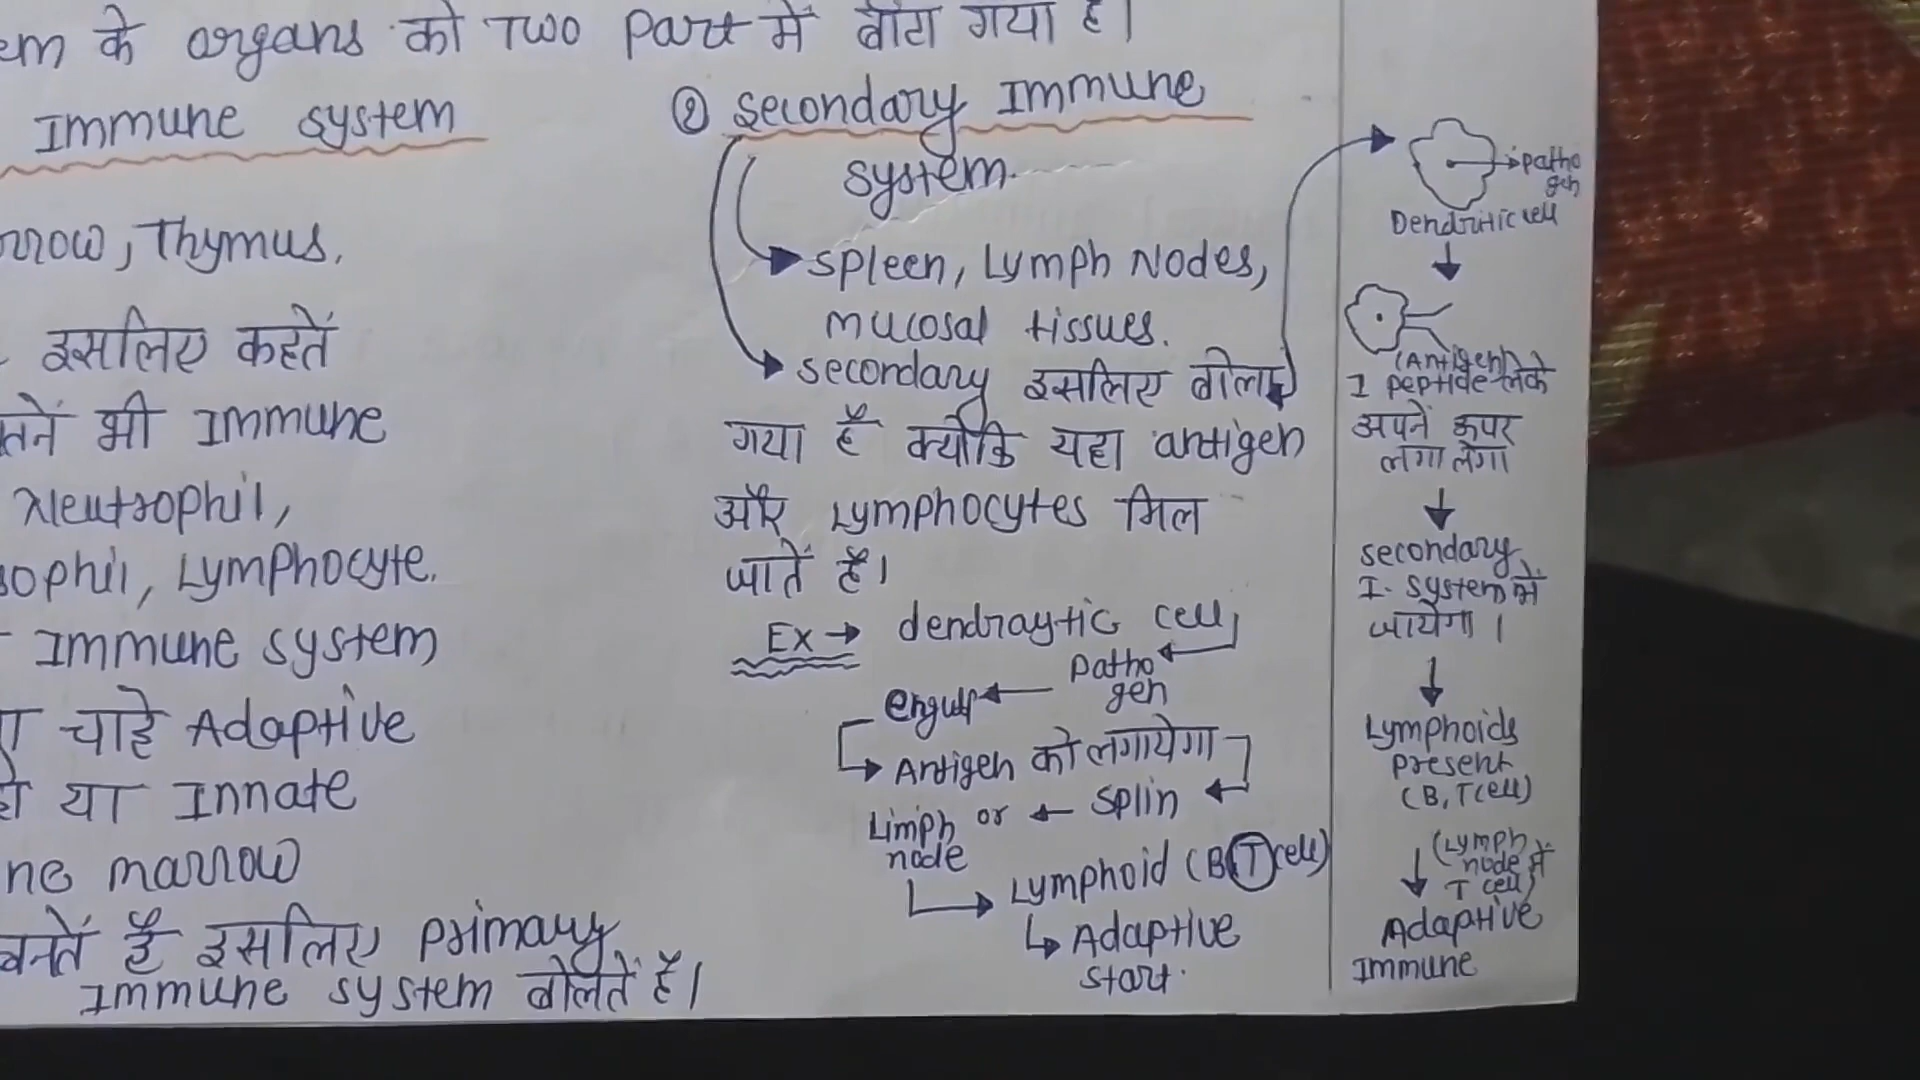 em के organs को Two Part में बांटा गया है।
Immune system
rrow, Thymus.
इसलिए कहतें
तनें भी Immune
Neutrophil,
sophil, Lymphocyte.
Immune system
चाहे Adaptive
या Innate
ne marrow
बनतें हैं इसलिए Primary
Immune system बोलतें हैं।
② Secondary Immune
system.
spleen, Lymph Nodes,
mucosal tissues.
secondary इसलिए बोला
गया हैं क्योकि यहा antigen
और Lymphocytes मिल
जातें हैं।
Ex → dendraytic cell
Patho
gen
engulf
Antigen को लगायेगा
splin
or
Limph
node
Lymphoid (B T cell)
Adaptive
start.
patho
gen
Dendritic cell
(Antigen)
I peptide लेके
अपनें ऊपर
लगा लेगा
secondary
I. System में
जायेगा।
Lymphoids
present
(B, T cell)
(Lymph
node में
T cell)
Adaptive
Immune